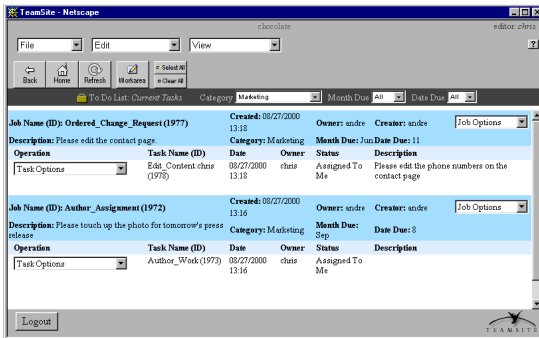 TeamSite - Netscape
chocolate
editor: chris
File Edit View
?
Back Home Refresh Workarea Select All Clear All
To Do List: Current Tasks Category Marketing Month Due All Date Due All
Job Name (ID): Ordered_Change_Request (1977) Created: 08/27/2000 13:18 Owner: andre Creator: andre Job Options
Description: Please edit the contact page. Category: Marketing Month Due: Jun Date Due: 11
Operation Task Name (ID) Date Owner Status Description
Task Options Edit_Content:chris (1978) 08/27/2000 13:18 chris Assigned To Me Please edit the phone numbers on the contact page
Job Name (ID): Author_Assignment (1972) Created: 08/27/2000 13:16 Owner: andre Creator: andre Job Options
Description: Please touch up the photo for tomorrow's press release Category: Marketing Month Due: Sep Date Due: 8
Operation Task Name (ID) Date Owner Status Description
Task Options Author_Work (1973) 08/27/2000 13:16 chris Assigned To Me
Logout
TEAMSITE